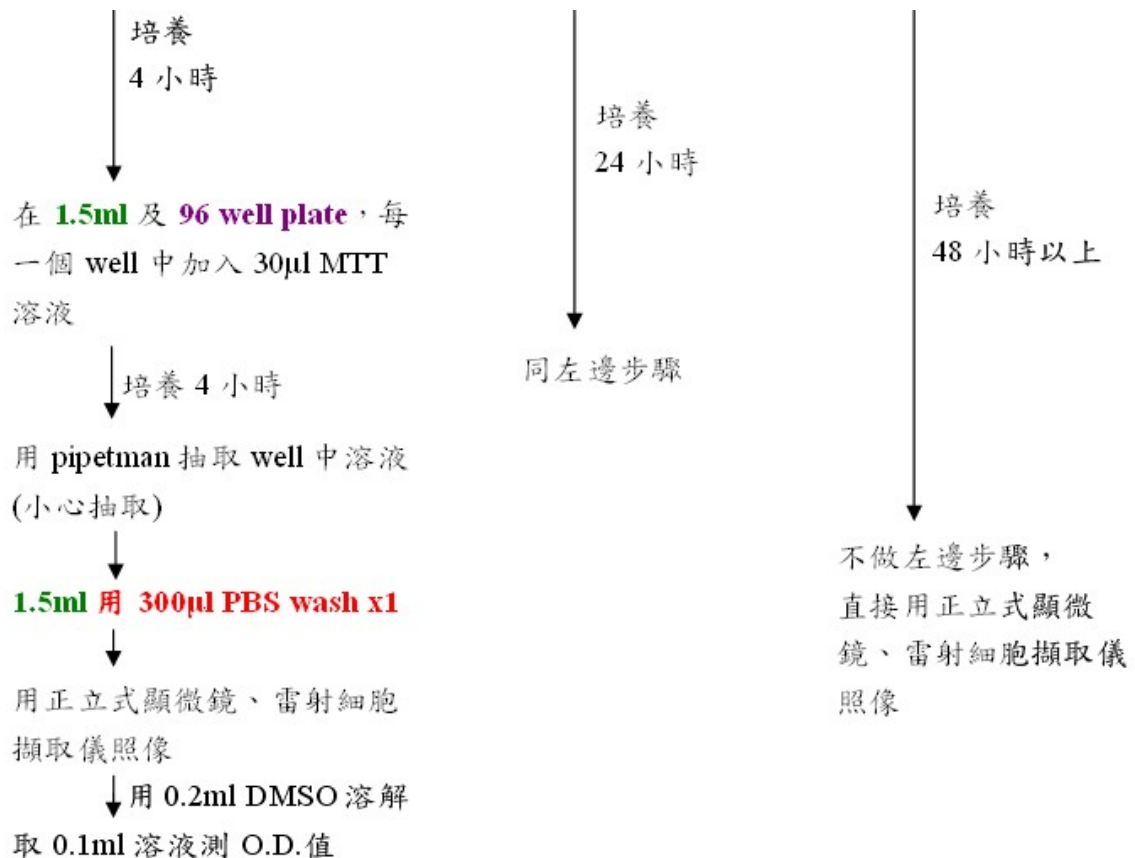 培養
4 小時
在 1.5ml 及 96 well plate，每
一個 well 中加入 30μl MTT
溶液
培養 4 小時
用 pipetman 抽取 well 中溶液
(小心抽取)
1.5ml 用 300μl PBS wash x1
用正立式顯微鏡、雷射細胞
擷取儀照像
用 0.2ml DMSO 溶解
取 0.1ml 溶液測 O.D.值
培養
24 小時
同左邊步驟
培養
48 小時以上
不做左邊步驟，
直接用正立式顯微
鏡、雷射細胞擷取儀
照像